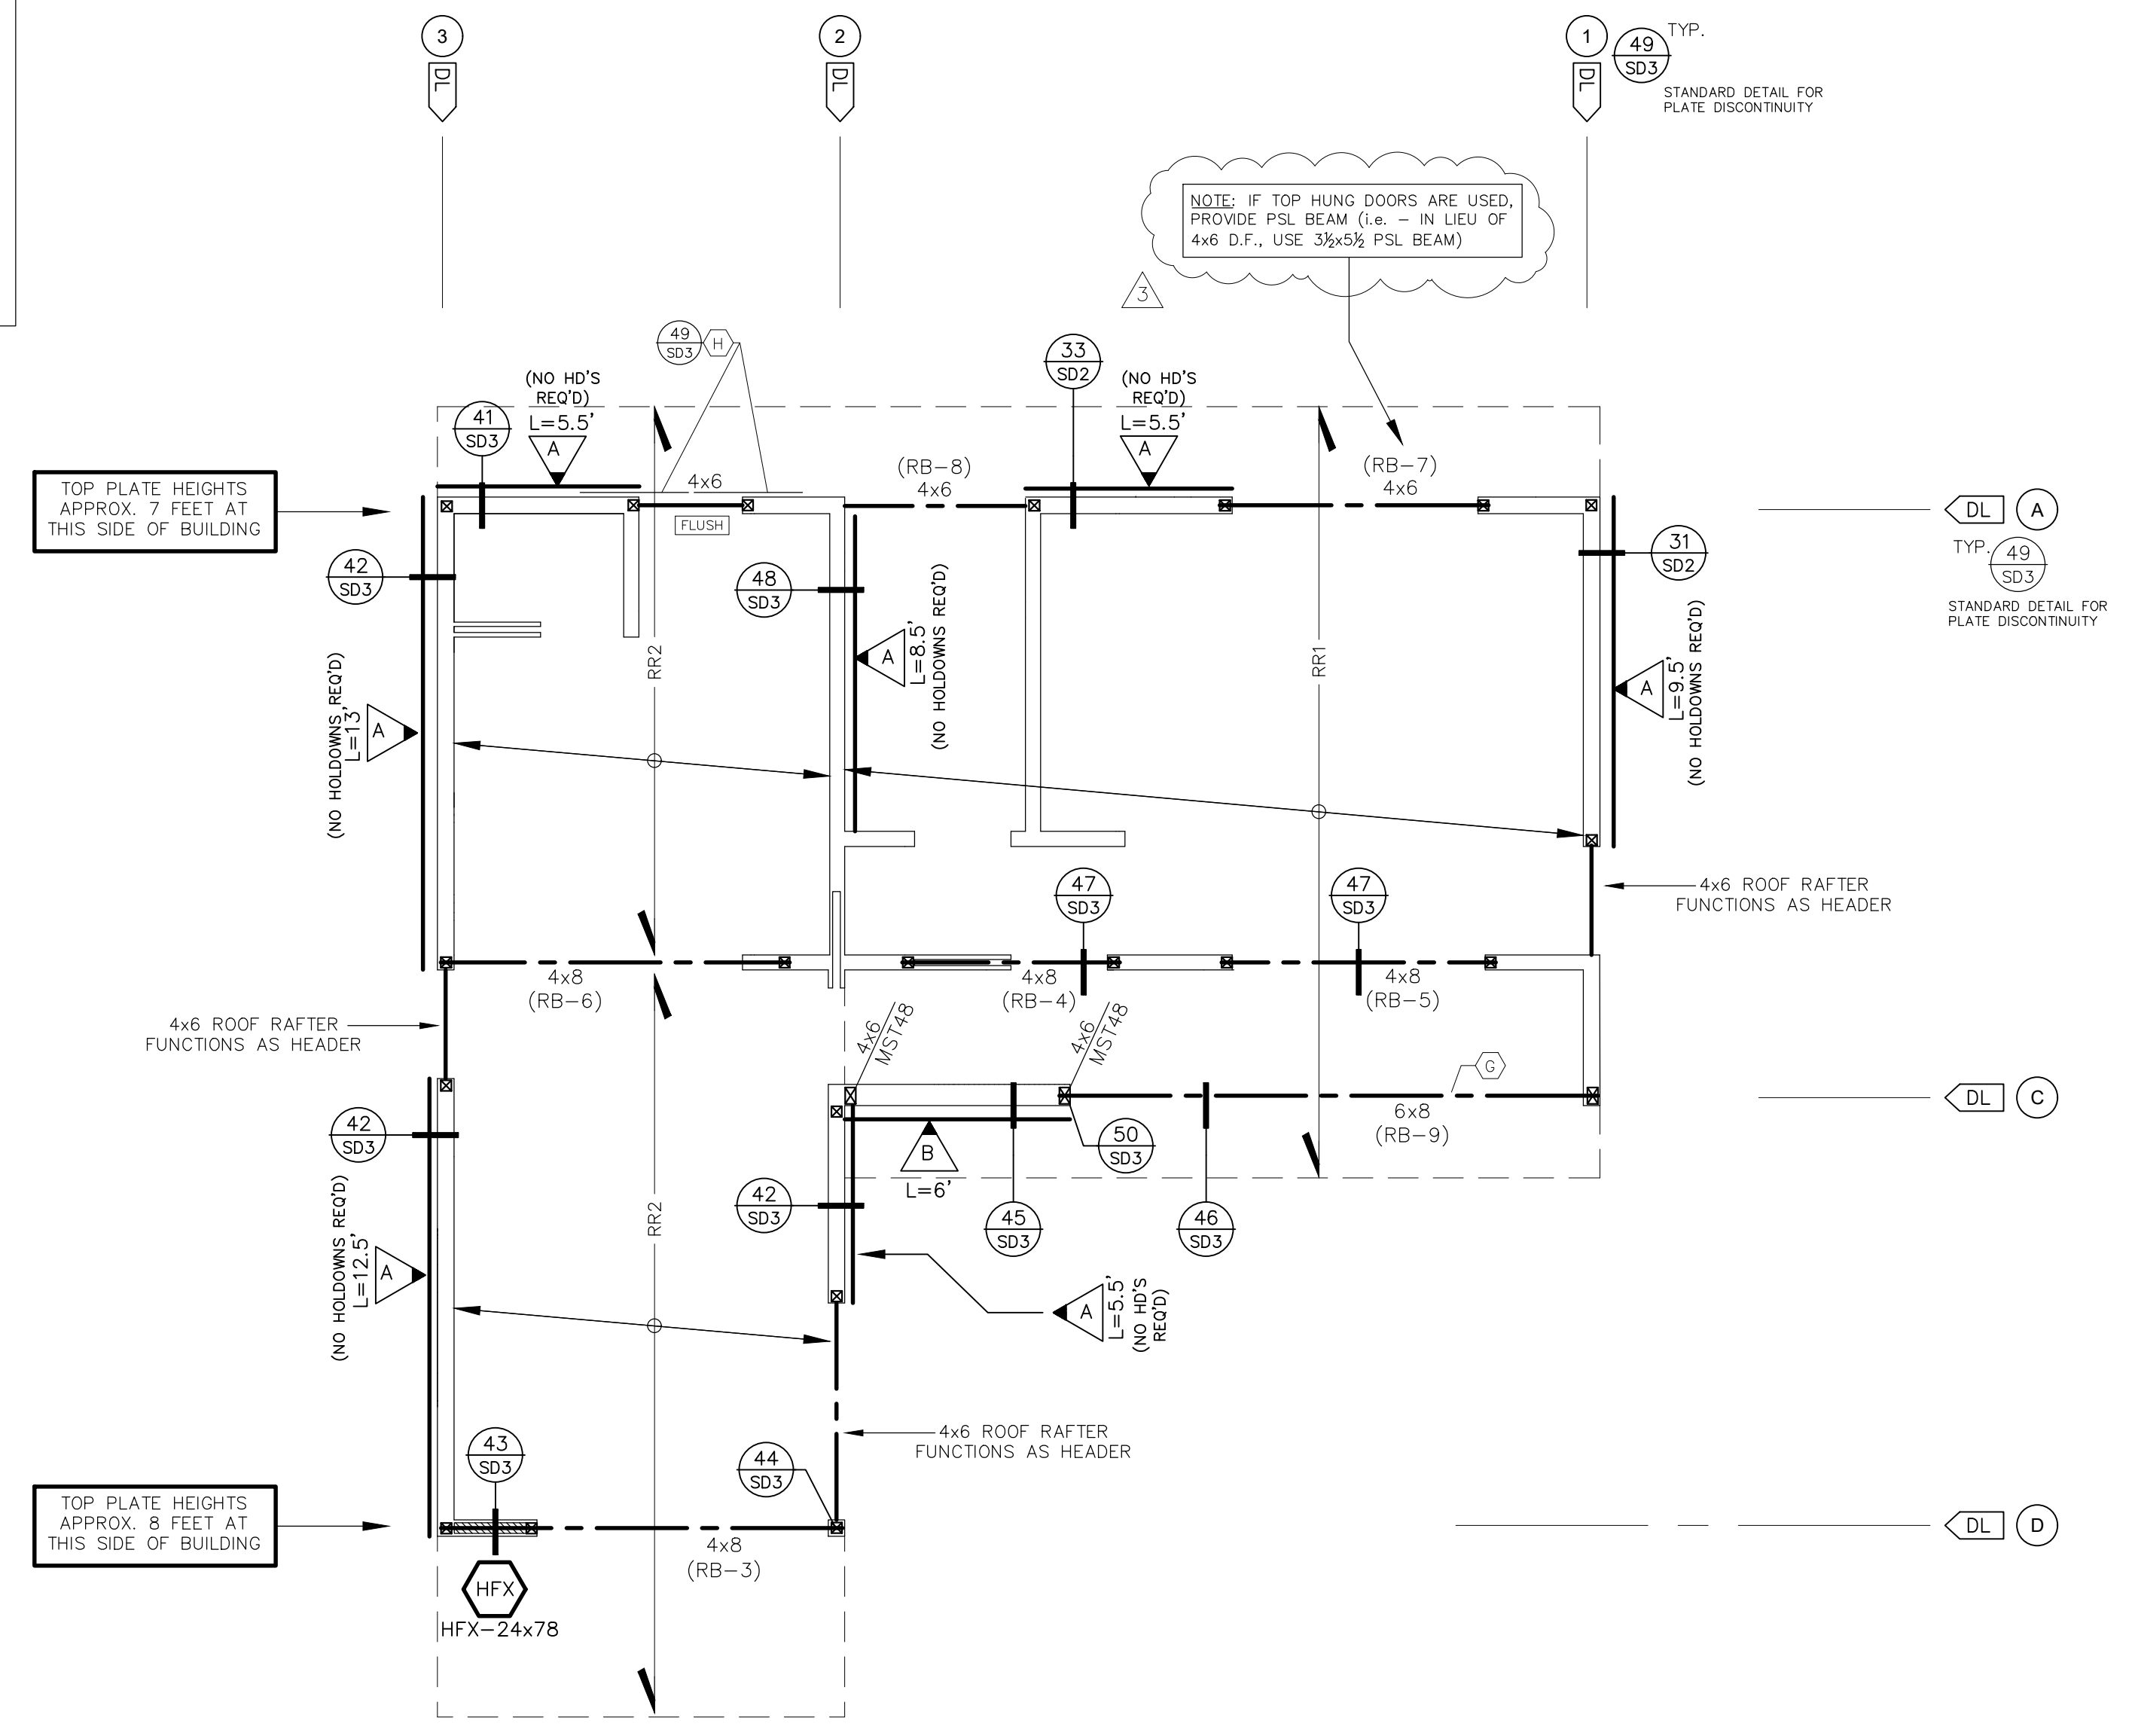 3
DL
2
DL
1
DL
49
SD3
TYP.
STANDARD DETAIL FOR
PLATE DISCONTINUITY
NOTE: IF TOP HUNG DOORS ARE USED,
PROVIDE PSL BEAM (i.e. – IN LIEU OF
4x6 D.F., USE 3½x5½ PSL BEAM)
3
49
SD3
H
33
SD2
(NO HD'S
REQ'D)
L=5.5'
A
41
SD3
(NO HD'S
REQ'D)
L=5.5'
A
(RB-8)
4x6
(RB-7)
4x6
4x6
FLUSH
TOP PLATE HEIGHTS
APPROX. 7 FEET AT
THIS SIDE OF BUILDING
DL
A
TYP.
49
SD3
STANDARD DETAIL FOR
PLATE DISCONTINUITY
42
SD3
48
SD3
31
SD2
RR2
RR1
A
L=8.5'
(NO HOLDOWNS REQ'D)
A
L=9.5'
(NO HOLDOWNS REQ'D)
(NO HOLDOWNS REQ'D)
L=13'
A
47
SD3
47
SD3
4x6 ROOF RAFTER
FUNCTIONS AS HEADER
4x8
(RB-6)
4x8
(RB-4)
4x8
(RB-5)
4x6 ROOF RAFTER
FUNCTIONS AS HEADER
4x6
MST48
4x6
MST48
G
6x8
(RB-9)
DL
C
42
SD3
B
L=6'
50
SD3
42
SD3
45
SD3
46
SD3
RR2
(NO HOLDOWNS REQ'D)
L=12.5'
A
A
L=5.5'
(NO HD'S
REQ'D)
4x6 ROOF RAFTER
FUNCTIONS AS HEADER
43
SD3
44
SD3
TOP PLATE HEIGHTS
APPROX. 8 FEET AT
THIS SIDE OF BUILDING
4x8
(RB-3)
DL
D
HFX
HFX-24x78